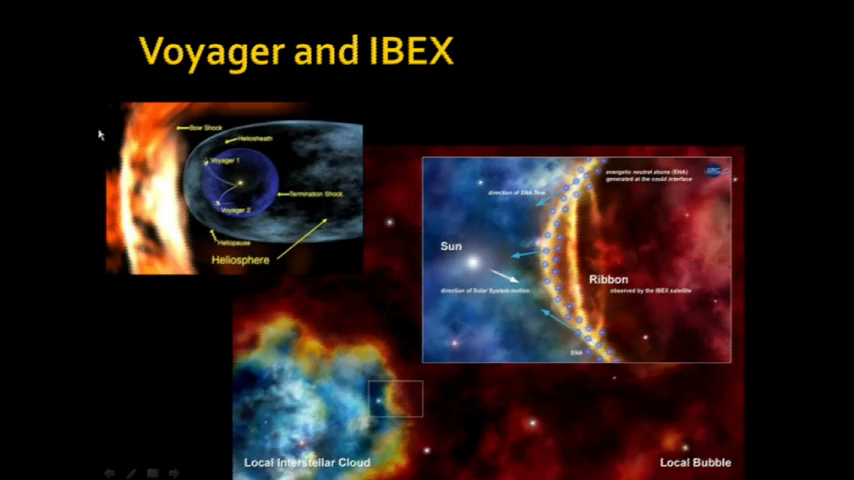 Voyager and IBEX
Bow Shock
Heliosheath
Voyager 1
Termination Shock
Voyager 2
Heliopause
Heliosphere
energetic neutral atoms (ENA)
generated at the could interface
direction of ENA flow
Sun
Ribbon
direction of Solar System motion
observed by the IBEX satellite
ENA
Local Interstellar Cloud
Local Bubble